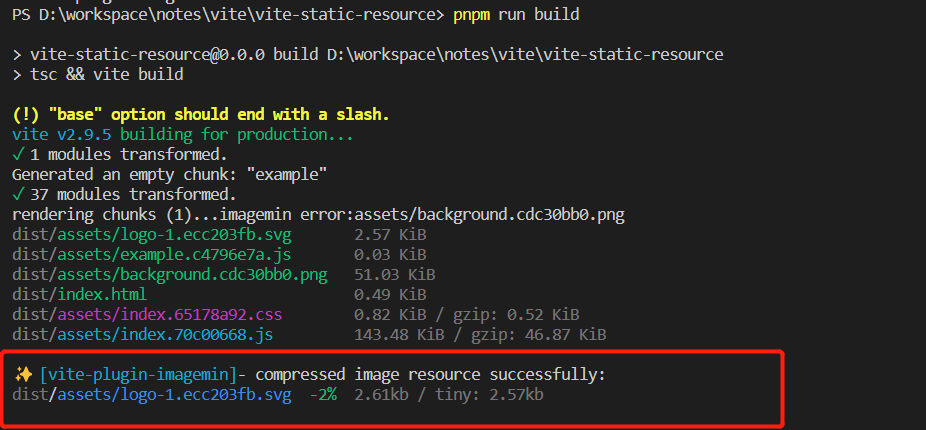 PS D:\workspace\notes\vite\vite-static-resource> pnpm run build
> vite-static-resource@0.0.0 build D:\workspace\notes\vite\vite-static-resource
> tsc && vite build
(!) "base" option should end with a slash.
vite v2.9.5 building for production...
✓ 1 modules transformed.
Generated an empty chunk: "example"
✓ 37 modules transformed.
rendering chunks (1)...imagemin error:assets/background.cdc30bb0.png
dist/assets/logo-1.ecc203fb.svg 2.57 KiB
dist/assets/example.c4796e7a.js 0.03 KiB
dist/assets/background.cdc30bb0.png 51.03 KiB
dist/index.html 0.49 KiB
dist/assets/index.65178a92.css 0.82 KiB / gzip: 0.52 KiB
dist/assets/index.70c00668.js 143.48 KiB / gzip: 46.87 KiB
✨ [vite-plugin-imagemin]- compressed image resource successfully:
dist/assets/logo-1.ecc203fb.svg -2% 2.61kb / tiny: 2.57kb